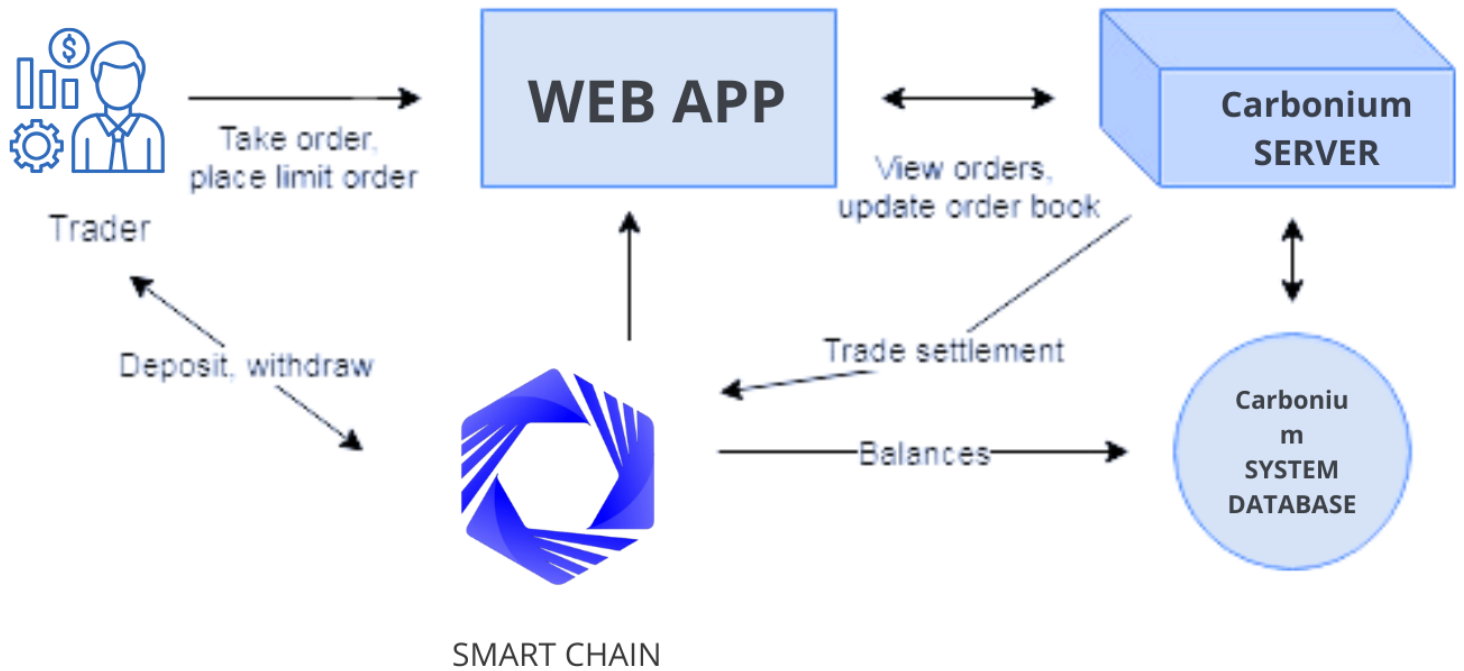 $
WEB APP
Carbonium
SERVER
Take order,
place limit order
View orders,
update order book
Trader
Deposit, withdraw
Trade settlement
Balances
Carboniu
m
SYSTEM
DATABASE
SMART CHAIN